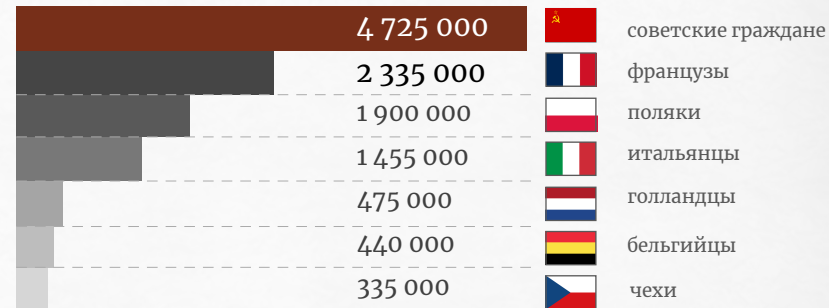 4 725 000 советские граждане
2 335 000 французы
1 900 000 поляки
1 455 000 итальянцы
475 000 голландцы
440 000 бельгийцы
335 000 чехи